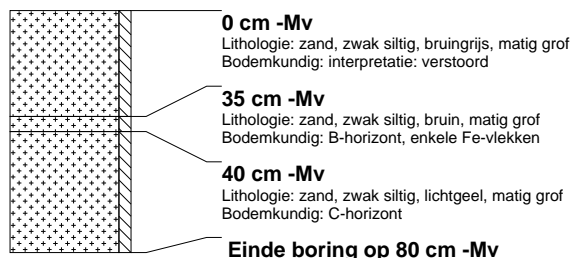 0 cm -Mv
Lithologie: zand, zwak siltig, bruingrijs, matig grof
Bodemkundig: interpretatie: verstoord
35 cm -Mv
Lithologie: zand, zwak siltig, bruin, matig grof
Bodemkundig: B-horizont, enkele Fe-vlekken
40 cm -Mv
Lithologie: zand, zwak siltig, lichtgeel, matig grof
Bodemkundig: C-horizont
Einde boring op 80 cm -Mv